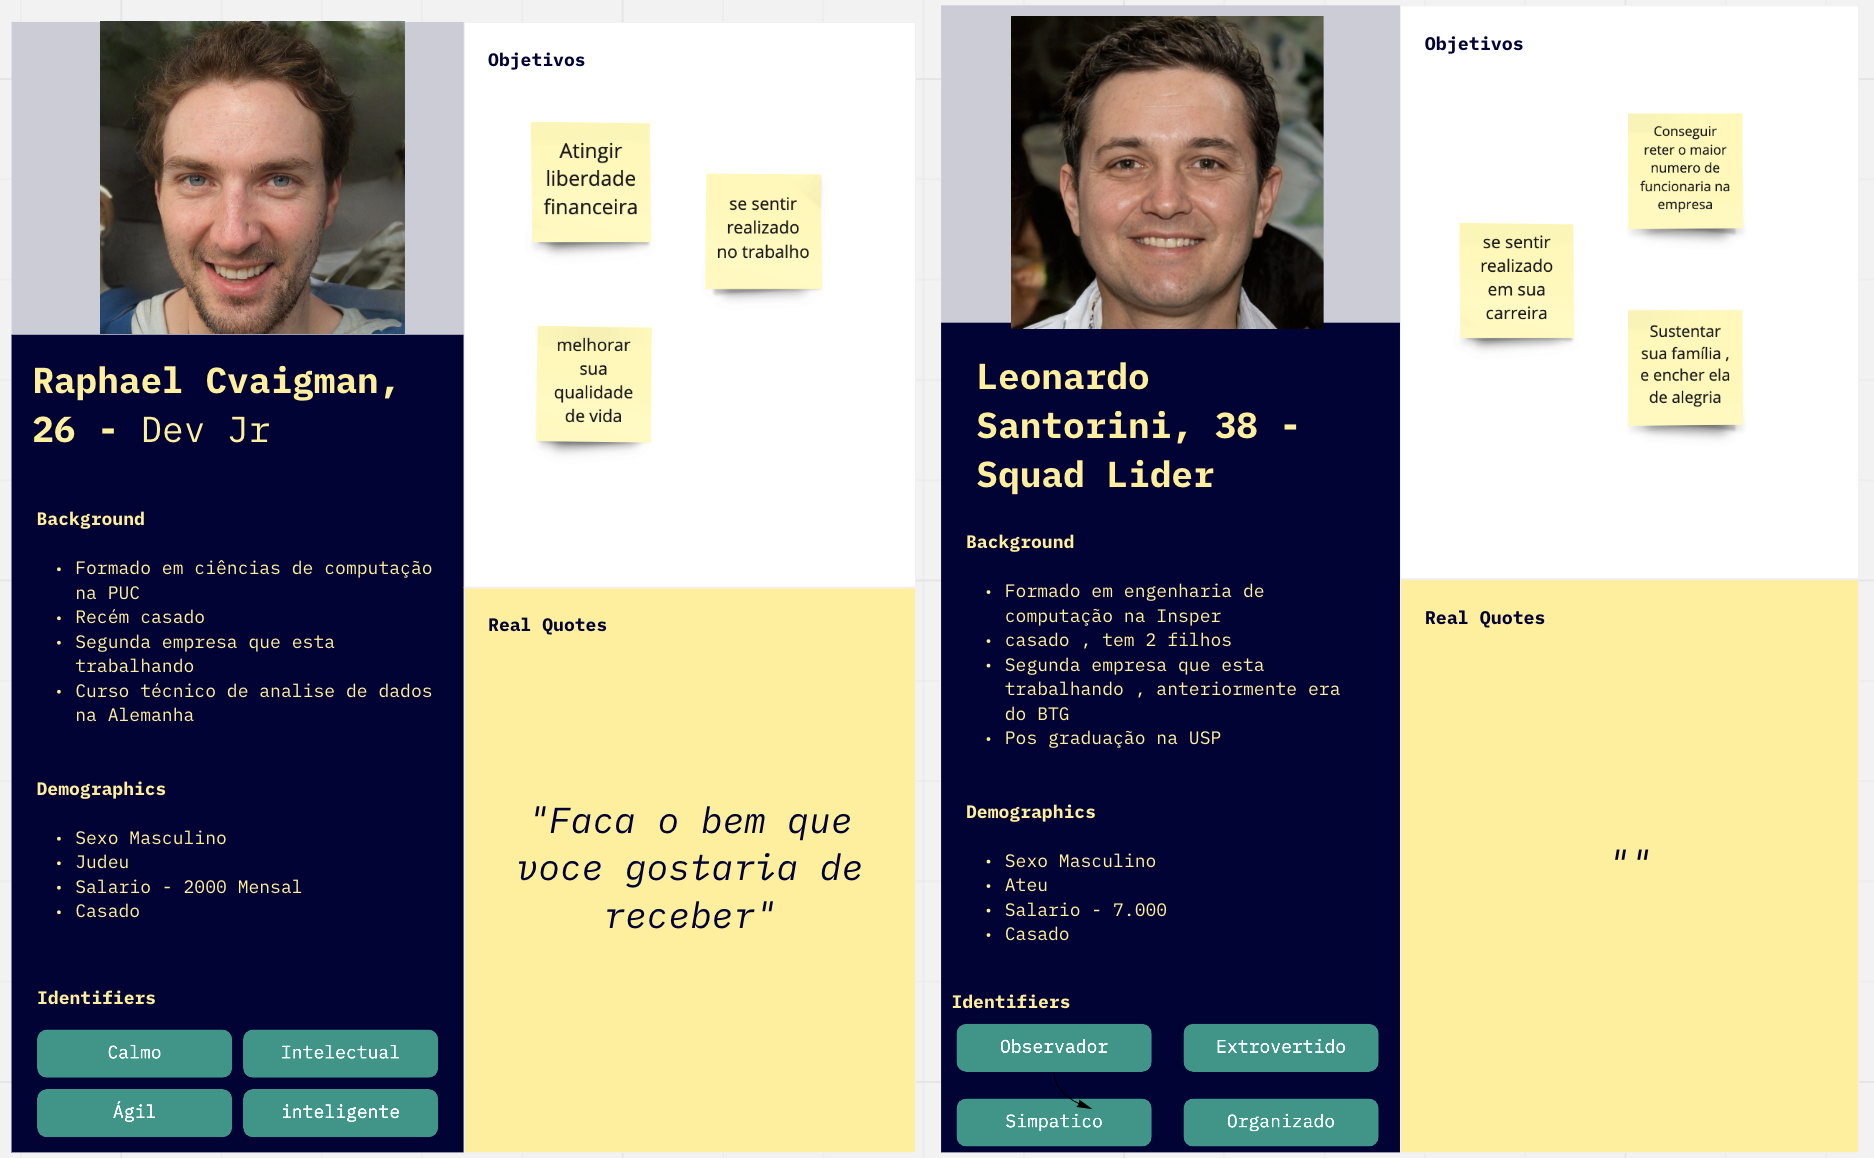 Raphael Cvaigman,
26 - Dev Jr
Background
• Formado em ciências de computação
na PUC
• Recém casado
• Segunda empresa que esta
trabalhando
• Curso técnico de analise de dados
na Alemanha
Demographics
• Sexo Masculino
• Judeu
• Salario - 2000 Mensal
• Casado
Identifiers
Calmo
Intelectual
Ágil
inteligente
Objetivos
Atingir
liberdade
financeira
se sentir
realizado
no trabalho
melhorar
sua
qualidade
de vida
Real Quotes
"Faca o bem que
voce gostaria de
receber"
Leonardo
Santorini, 38 -
Squad Lider
Background
• Formado em engenharia de
computação na Insper
• casado , tem 2 filhos
• Segunda empresa que esta
trabalhando , anteriormente era
do BTG
• Pos graduação na USP
Demographics
• Sexo Masculino
• Ateu
• Salario - 7.000
• Casado
Identifiers
Observador
Extrovertido
Simpatico
Organizado
Objetivos
Conseguir
reter o maior
numero de
funcionaria na
empresa
se sentir
realizado
em sua
carreira
Sustentar
sua família ,
e encher ela
de alegria
Real Quotes
""